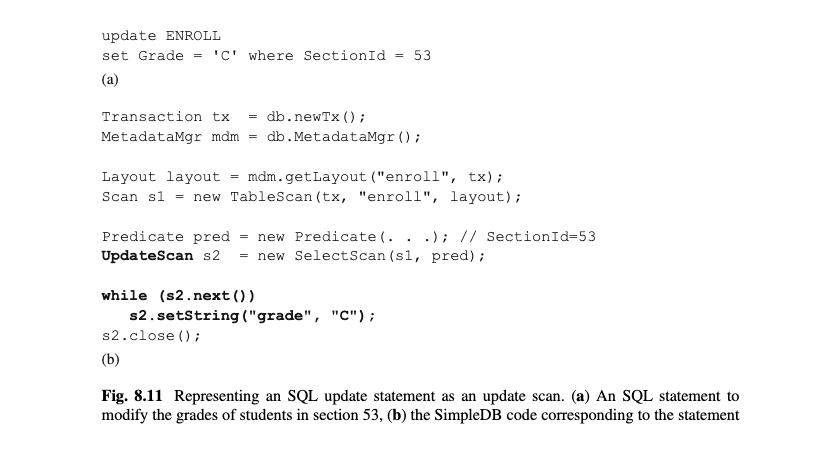 update ENROLL
set Grade = 'C' where SectionId = 53
(a)
Transaction tx = db.newTx();
MetadataMgr mdm = db.MetadataMgr();
Layout layout = mdm.getLayout("enroll", tx);
Scan s1 = new TableScan(tx, "enroll", layout);
Predicate pred = new Predicate(. . .); // SectionId=53
UpdateScan s2 = new SelectScan(s1, pred);
while (s2.next())
s2.setString("grade", "C");
s2.close();
(b)
Fig. 8.11 Representing an SQL update statement as an update scan. (a) An SQL statement to
modify the grades of students in section 53, (b) the SimpleDB code corresponding to the statement